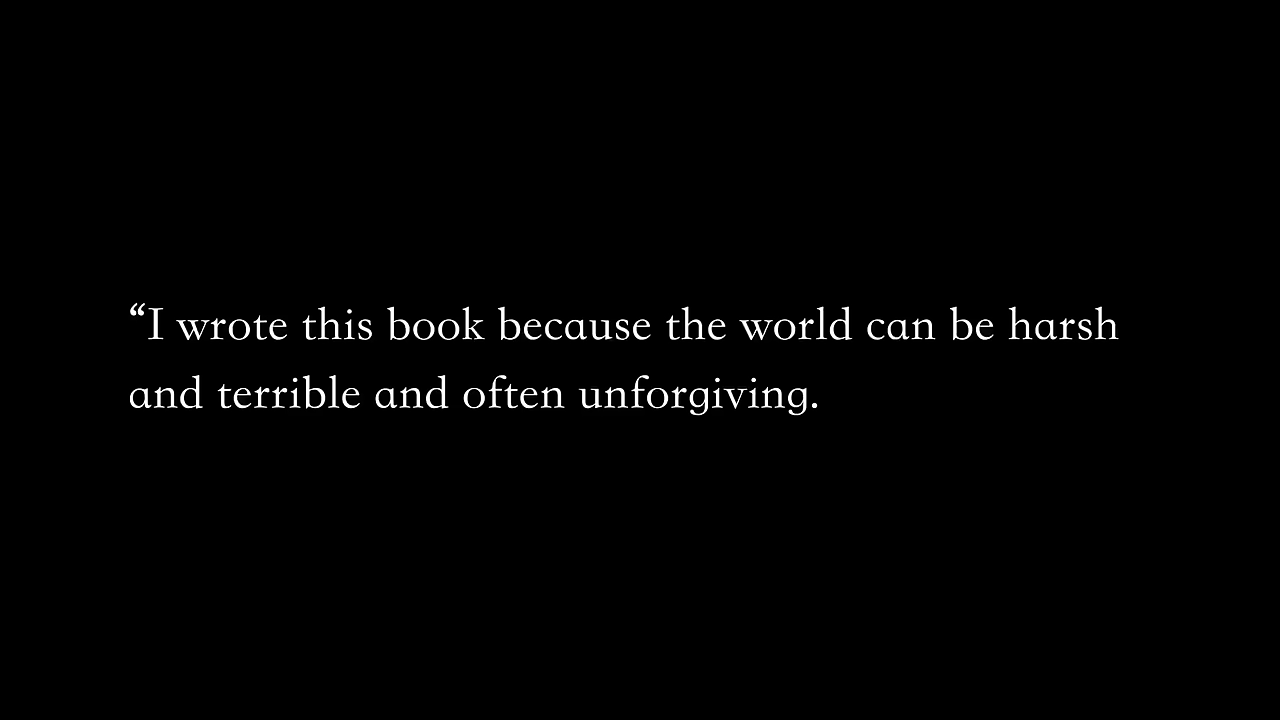 “I wrote this book because the world can be harsh
and terrible and often unforgiving.